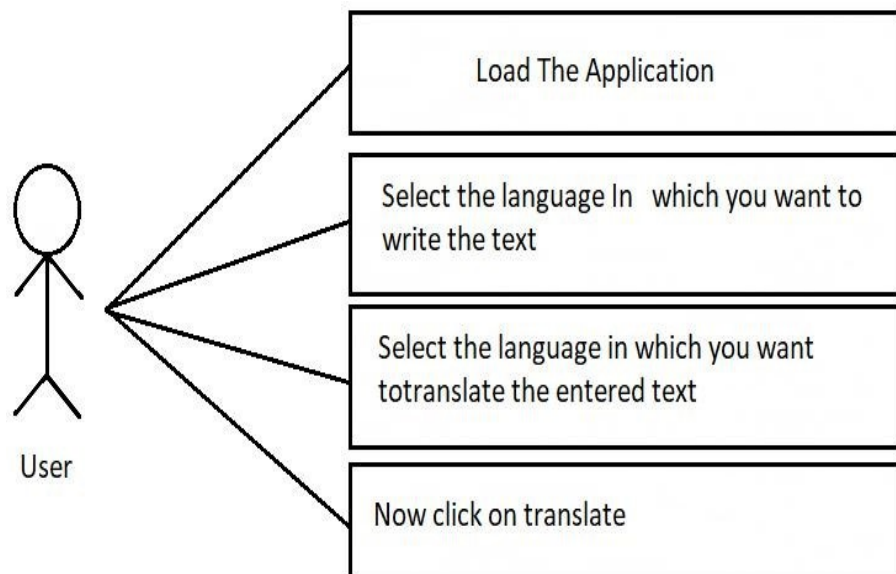 Load The Application
Select the language In which you want to
write the text
Select the language in which you want
totranslate the entered text
User
Now click on translate